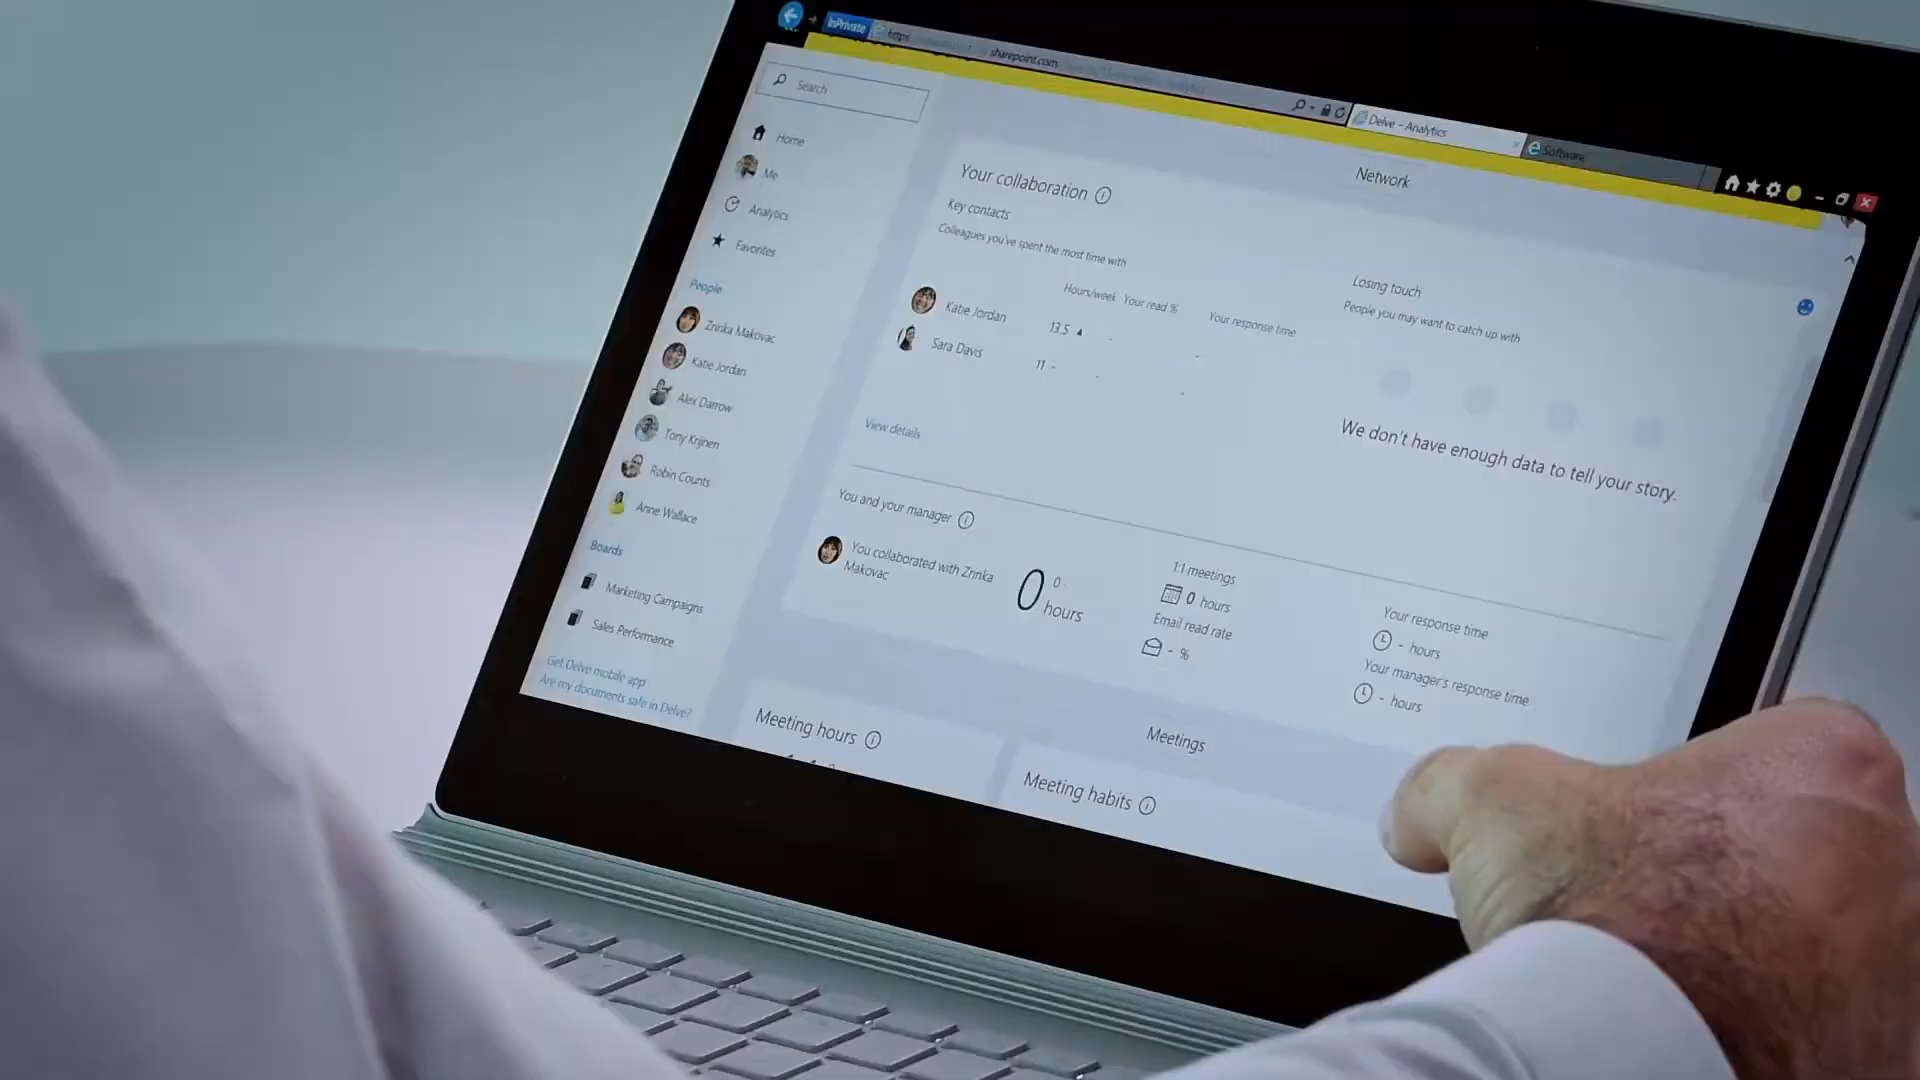 InPrivate
https
sharepoint.com
Delve - Analytics
Software
Search
Home
Me
Analytics
Favorites
People
Zrinka Makovac
Katie Jordan
Alex Darrow
Tony Krijnen
Robin Counts
Anne Wallace
Boards
Marketing Campaigns
Sales Performance
Get Delve mobile app
Are my documents safe in Delve?
Network
Your collaboration
Key contacts
Colleagues you've spent the most time with
Hours/week Your read % Your response time
Katie Jordan 13.5 - -
Sara Davis 11 - - -
View details
Losing touch
People you may want to catch up with
We don't have enough data to tell your story.
You and your manager
You collaborated with Zrinka
Makovac
0 0
hours
1:1 meetings
0 hours
Email read rate
- %
Your response time
- hours
Your manager's response time
- hours
Meetings
Meeting hours
Meeting habits